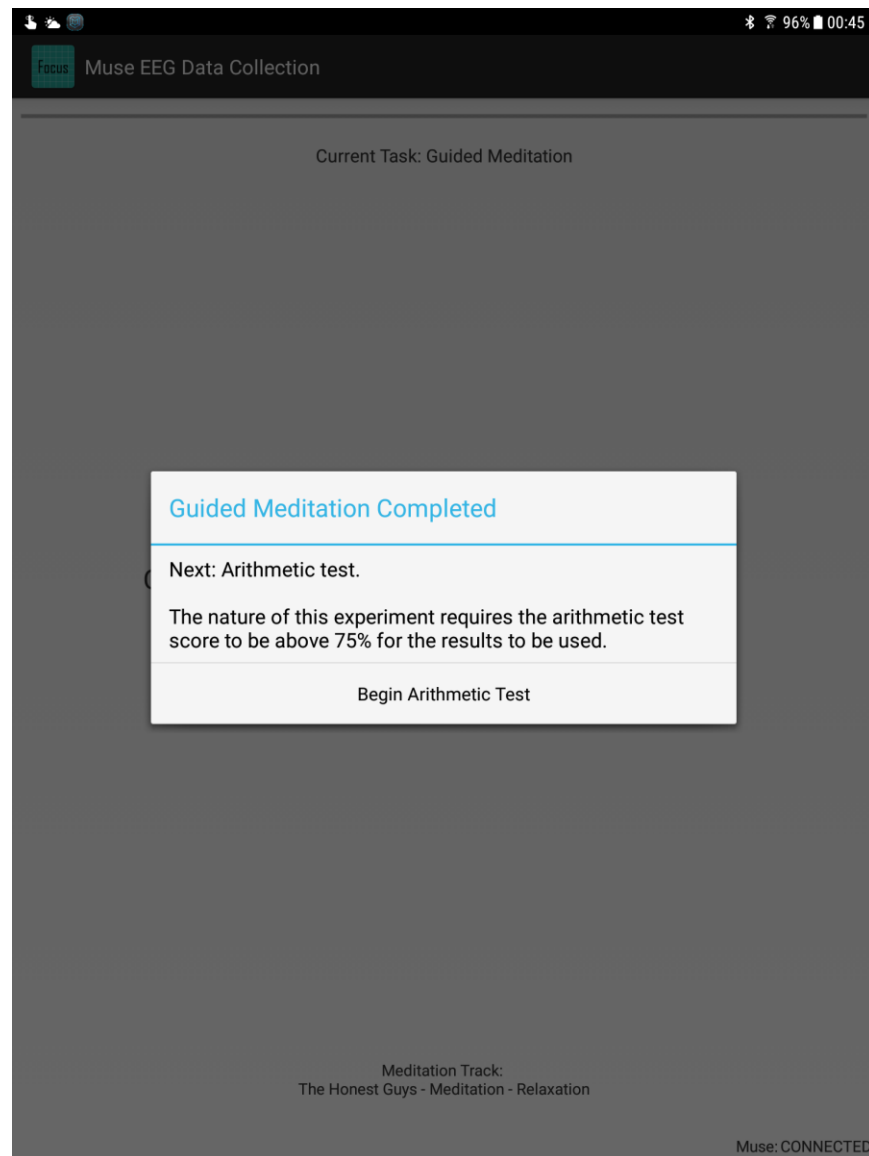 96% 00:45
Focus Muse EEG Data Collection
Current Task: Guided Meditation
Guided Meditation Completed
Next: Arithmetic test.
The nature of this experiment requires the arithmetic test
score to be above 75% for the results to be used.
Begin Arithmetic Test
Meditation Track:
The Honest Guys - Meditation - Relaxation
Muse: CONNECTED